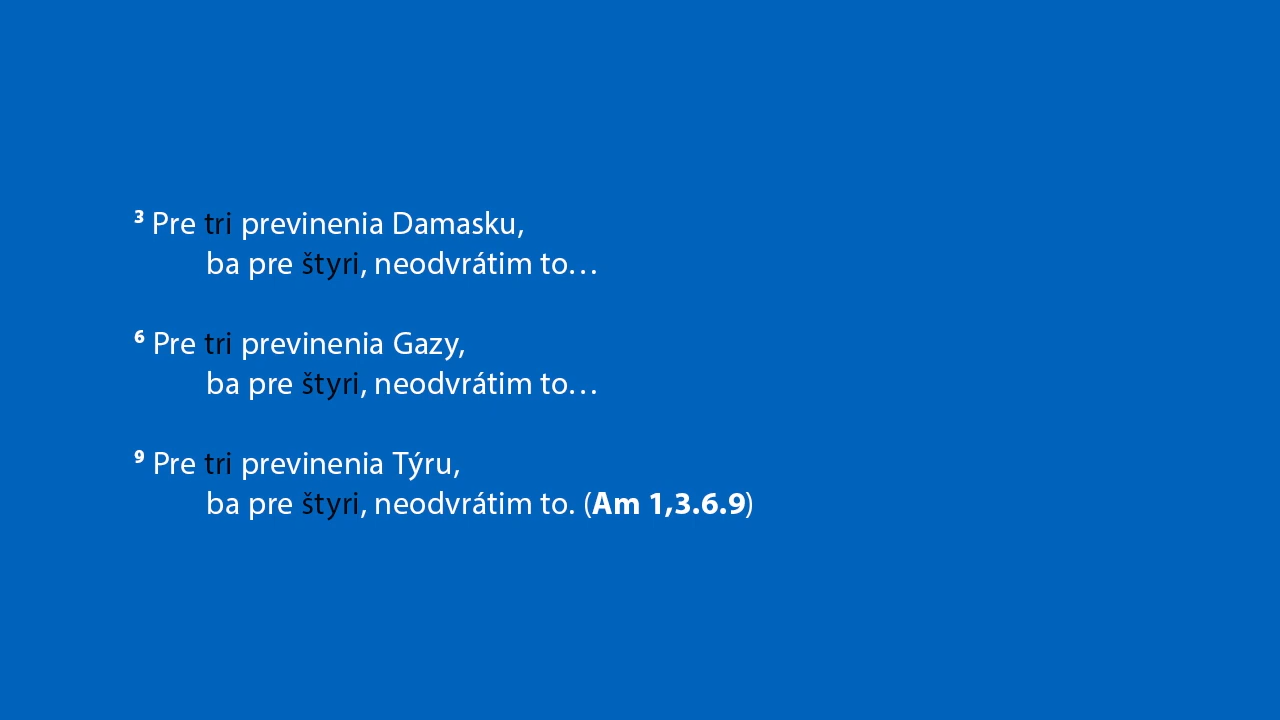 ³ Pre tri previnenia Damasku,
ba pre štyri, neodvrátim to…
⁶ Pre tri previnenia Gazy,
ba pre štyri, neodvrátim to…
⁹ Pre tri previnenia Týru,
ba pre štyri, neodvrátim to. (Am 1,3.6.9)